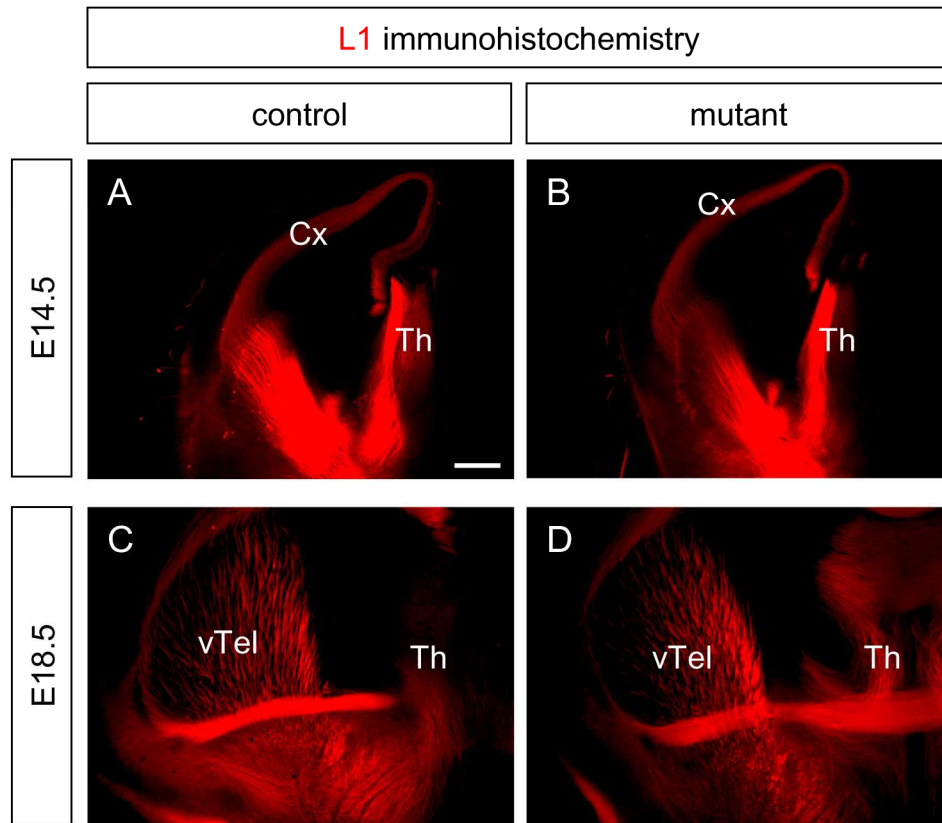 L1 immunohistochemistry
control
mutant
E14.5
A
Cx
Th
B
Cx
Th
E18.5
C
vTel
Th
D
vTel
Th